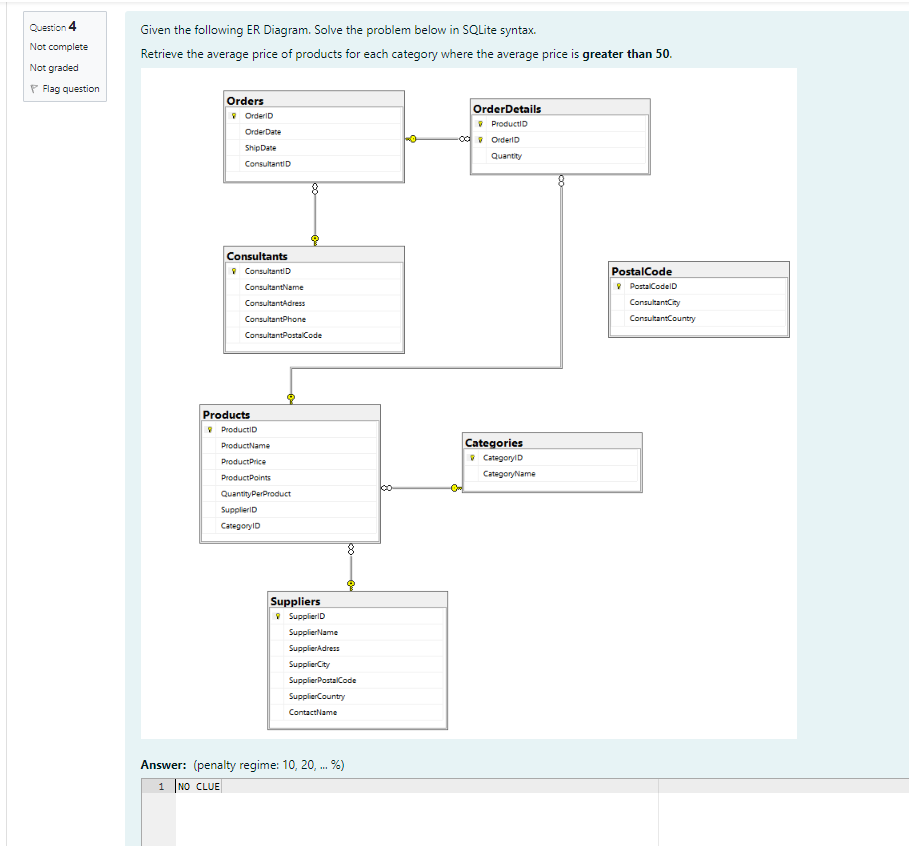 Question 4
Not complete
Not graded
Flag question
Given the following ER Diagram. Solve the problem below in SQLite syntax.
Retrieve the average price of products for each category where the average price is greater than 50.
Orders
OrderID
OrderDate
ShipDate
ConsultantID
OrderDetails
ProductID
OrderID
Quantity
Consultants
ConsultantID
ConsultantName
ConsultantAdress
ConsultantPhone
ConsultantPostalCode
PostalCode
PostalCodeID
ConsultantCity
ConsultantCountry
Products
ProductID
ProductName
ProductPrice
ProductPoints
QuantityPerProduct
SupplierID
CategoryID
Categories
CategoryID
CategoryName
Suppliers
SupplierID
SupplierName
SupplierAdress
SupplierCity
SupplierPostalCode
SupplierCountry
ContactName
Answer: (penalty regime: 10, 20, ... %)
1 NO CLUE